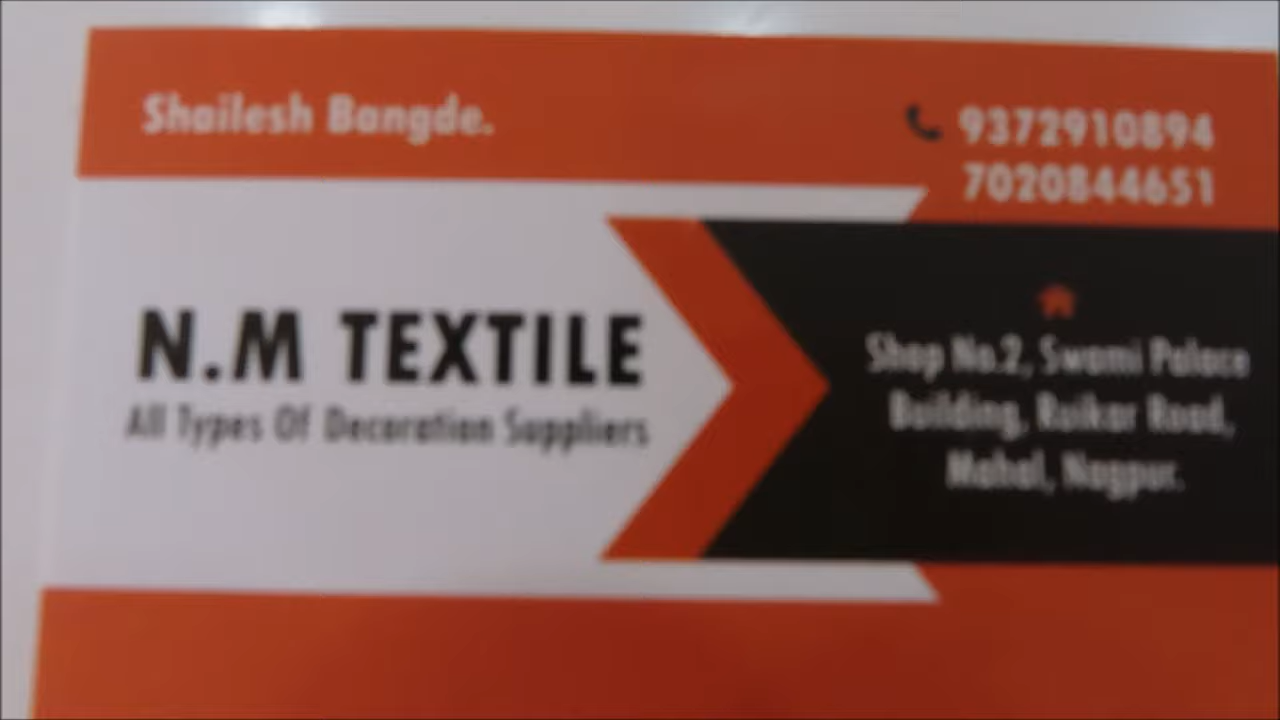 Shailesh Bangde.
9372910894
7020844651
N.M TEXTILE
All Types Of Decoration Suppliers
Shop No.2, Swami Palace
Building, Ruikar Road,
Mahal, Nagpur.